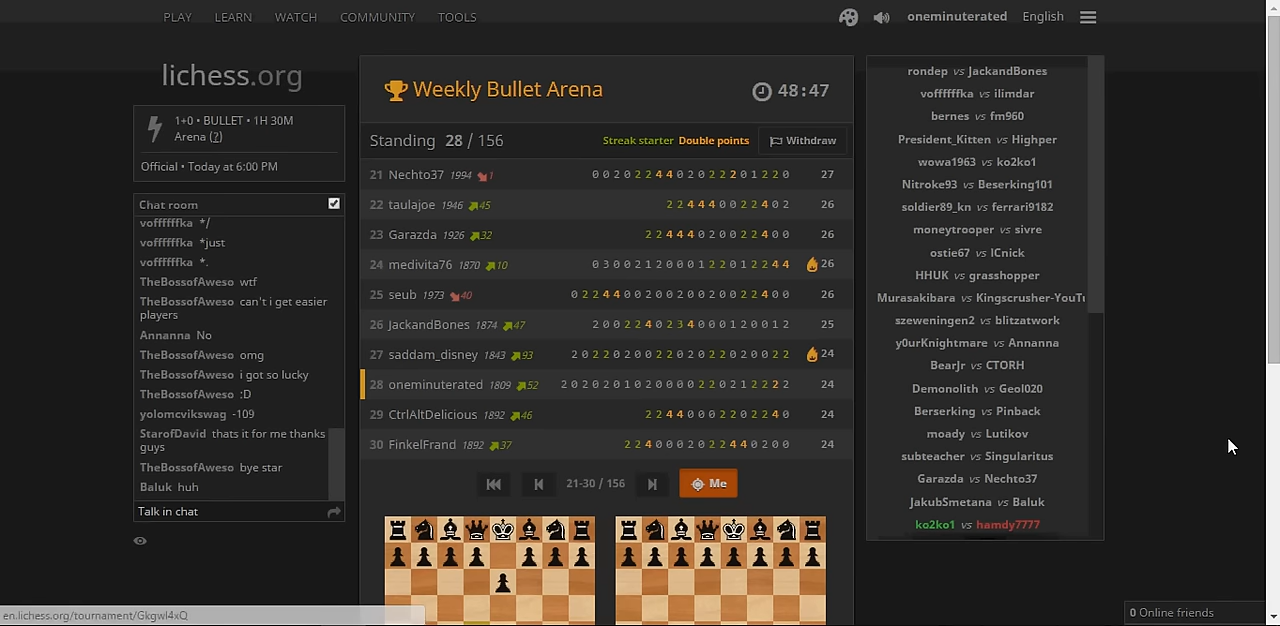 PLAY LEARN WATCH COMMUNITY TOOLS oneminuterated English
lichess.org
1+0 • BULLET • 1H 30M
Arena (?)
Official • Today at 6:00 PM
Chat room
voffffffka */
voffffffka *just
voffffffka *.
TheBossofAweso wtf
TheBossofAweso can't i get easier
players
Annanna No
TheBossofAweso omg
TheBossofAweso i got so lucky
TheBossofAweso :D
yolomcvikswag -109
StarofDavid thats it for me thanks
guys
TheBossofAweso bye star
Baluk huh
Talk in chat
Weekly Bullet Arena 48:47
Standing 28 / 156 Streak starter Double points Withdraw
21 Nechto37 1994 1 0 0 2 0 2 2 4 4 0 2 0 2 2 2 0 1 2 2 0 27
22 taulajoe 1946 45 2 2 4 4 4 0 0 2 2 4 0 2 26
23 Garazda 1926 32 2 2 4 4 4 0 2 0 0 2 2 4 0 0 26
24 medivita76 1870 10 0 3 0 0 2 1 2 0 0 0 1 2 2 0 1 2 2 4 4 26
25 seub 1973 40 0 2 2 4 4 0 0 2 0 0 2 0 0 2 0 0 2 2 4 0 0 26
26 JackandBones 1874 47 2 0 0 2 2 4 0 2 3 4 0 0 0 1 2 0 0 1 2 25
27 saddam_disney 1843 93 2 0 2 2 0 2 0 0 2 2 0 2 0 2 2 0 2 0 0 2 2 24
28 oneminuterated 1809 52 2 0 2 0 2 0 1 0 2 0 0 0 0 2 2 0 2 1 2 2 2 2 24
29 CtrlAltDelicious 1892 46 2 2 4 4 0 0 0 2 2 0 2 2 4 0 24
30 FinkelFrand 1892 37 2 2 4 0 0 0 2 0 2 2 4 4 0 2 0 0 24
21-30 / 156 Me
rondep vs JackandBones
voffffffka vs ilimdar
bernes vs fm960
President_Kitten vs Highper
wowa1963 vs ko2ko1
Nitroke93 vs Beserking101
soldier89_kn vs ferrari9182
moneytrooper vs sivre
ostie67 vs ICnick
HHUK vs grasshopper
Murasakibara vs Kingscrusher-YouTu
szeweningen2 vs blitzatwork
y0urKnightmare vs Annanna
BearJr vs CTORH
Demonolith vs Geol020
Berserking vs Pinback
moady vs Lutikov
subteacher vs Singularitus
Garazda vs Nechto37
JakubSmetana vs Baluk
ko2ko1 vs hamdy7777
en.lichess.org/tournament/Gkgwl4xQ
0 Online friends